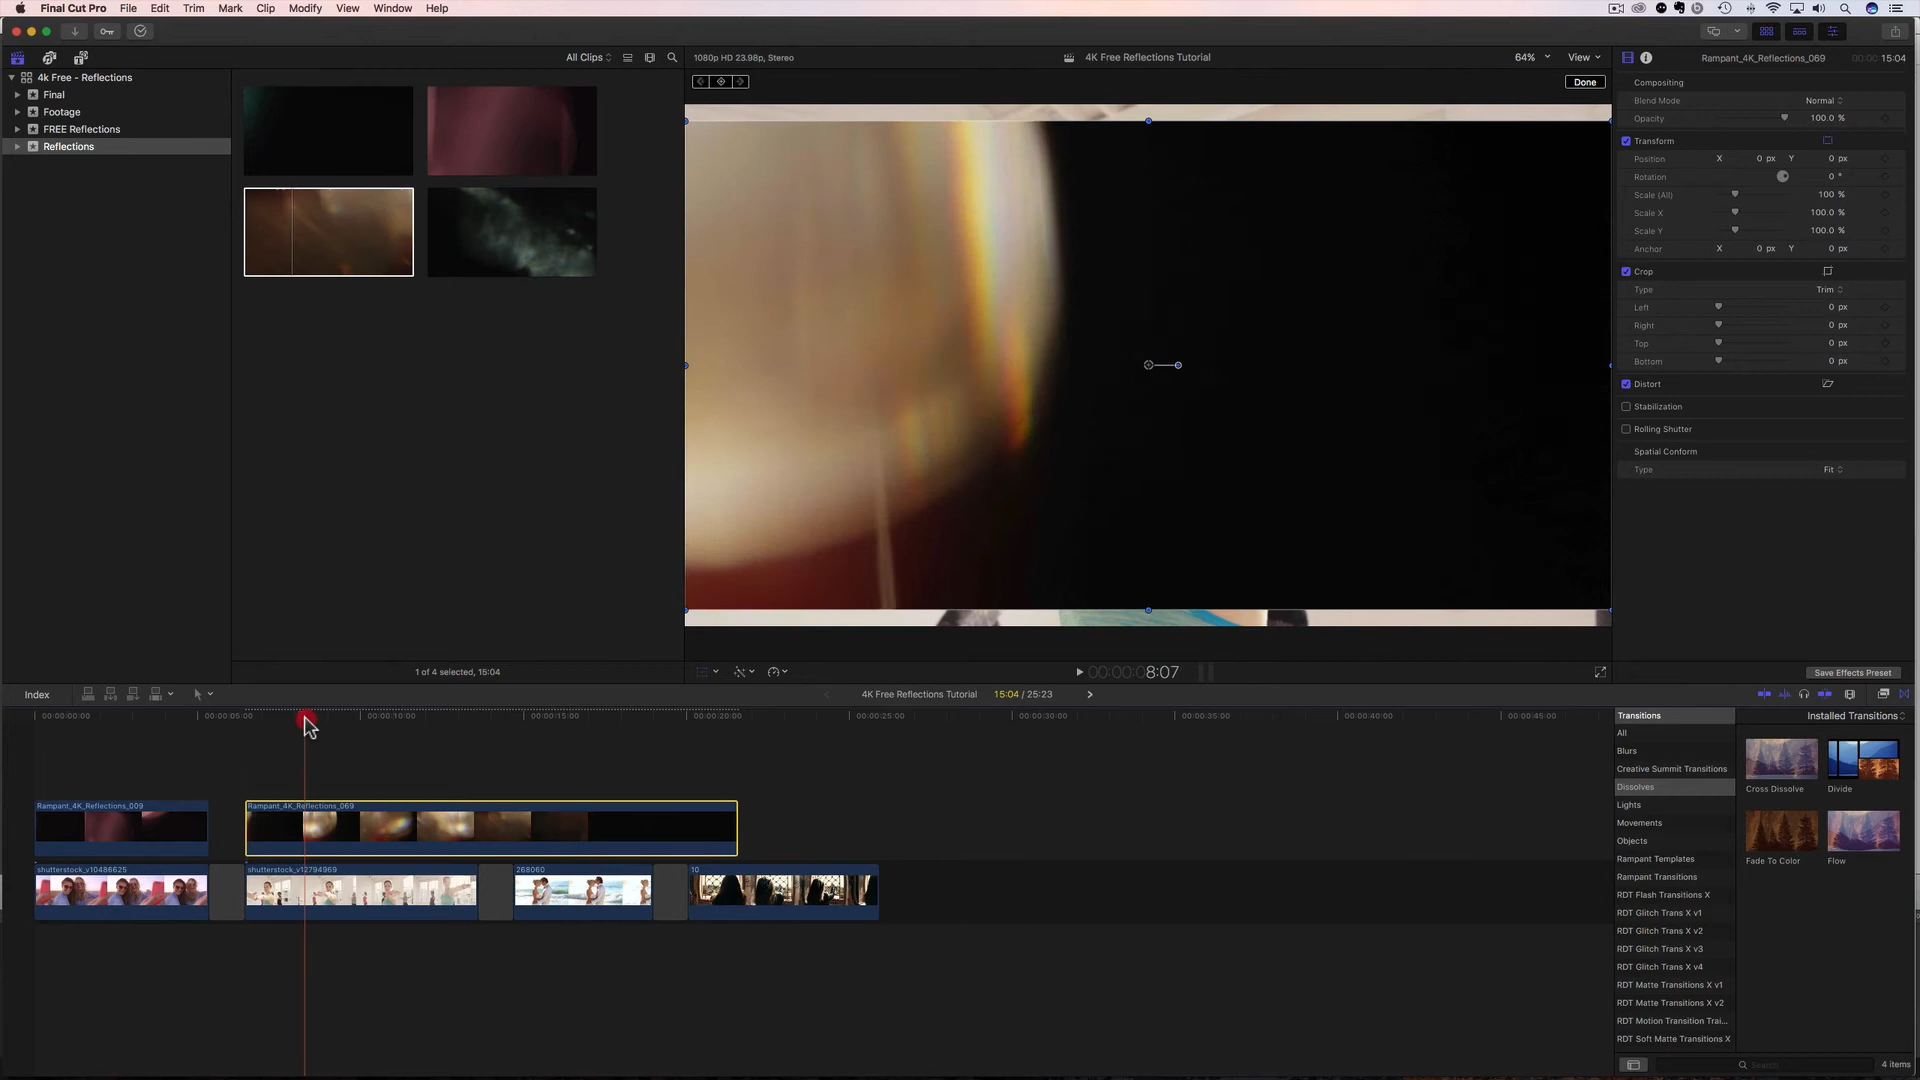 Final Cut Pro File Edit Trim Mark Clip Modify View Window Help
All Clips
1080p HD 23.98p, Stereo
4K Free Reflections Tutorial
64% View
Rampant_4K_Reflections_069
00:00:15:04
4k Free - Reflections
Final
Footage
FREE Reflections
Reflections
Done
Compositing
Blend Mode Normal
Opacity 100.0 %
Transform
Position X 0 px Y 0 px
Rotation 0 °
Scale (All) 100 %
Scale X 100.0 %
Scale Y 100.0 %
Anchor X 0 px Y 0 px
Crop
Type Trim
Left 0 px
Right 0 px
Top 0 px
Bottom 0 px
Distort
Stabilization
Rolling Shutter
Spatial Conform
Type Fit
1 of 4 selected, 15:04
00:00:08:07
Save Effects Preset
Index
4K Free Reflections Tutorial 15:04 / 25:23
00:00:00:00 00:00:05:00 00:00:10:00 00:00:15:00 00:00:20:00 00:00:25:00 00:00:30:00 00:00:35:00 00:00:40:00 00:00:45:00
Rampant_4K_Reflections_009
Rampant_4K_Reflections_069
shutterstock_v10486625
shutterstock_v12794969
268060
10
Transitions
Installed Transitions
All
Blurs
Creative Summit Transitions
Dissolves
Lights
Movements
Objects
Rampant Templates
Rampant Transitions
RDT Flash Transitions X
RDT Glitch Trans X v1
RDT Glitch Trans X v2
RDT Glitch Trans X v3
RDT Glitch Trans X v4
RDT Matte Transitions X v1
RDT Matte Transitions X v2
RDT Motion Transition Trai...
RDT Soft Matte Transitions X
Cross Dissolve
Divide
Fade To Color
Flow
Search
4 items